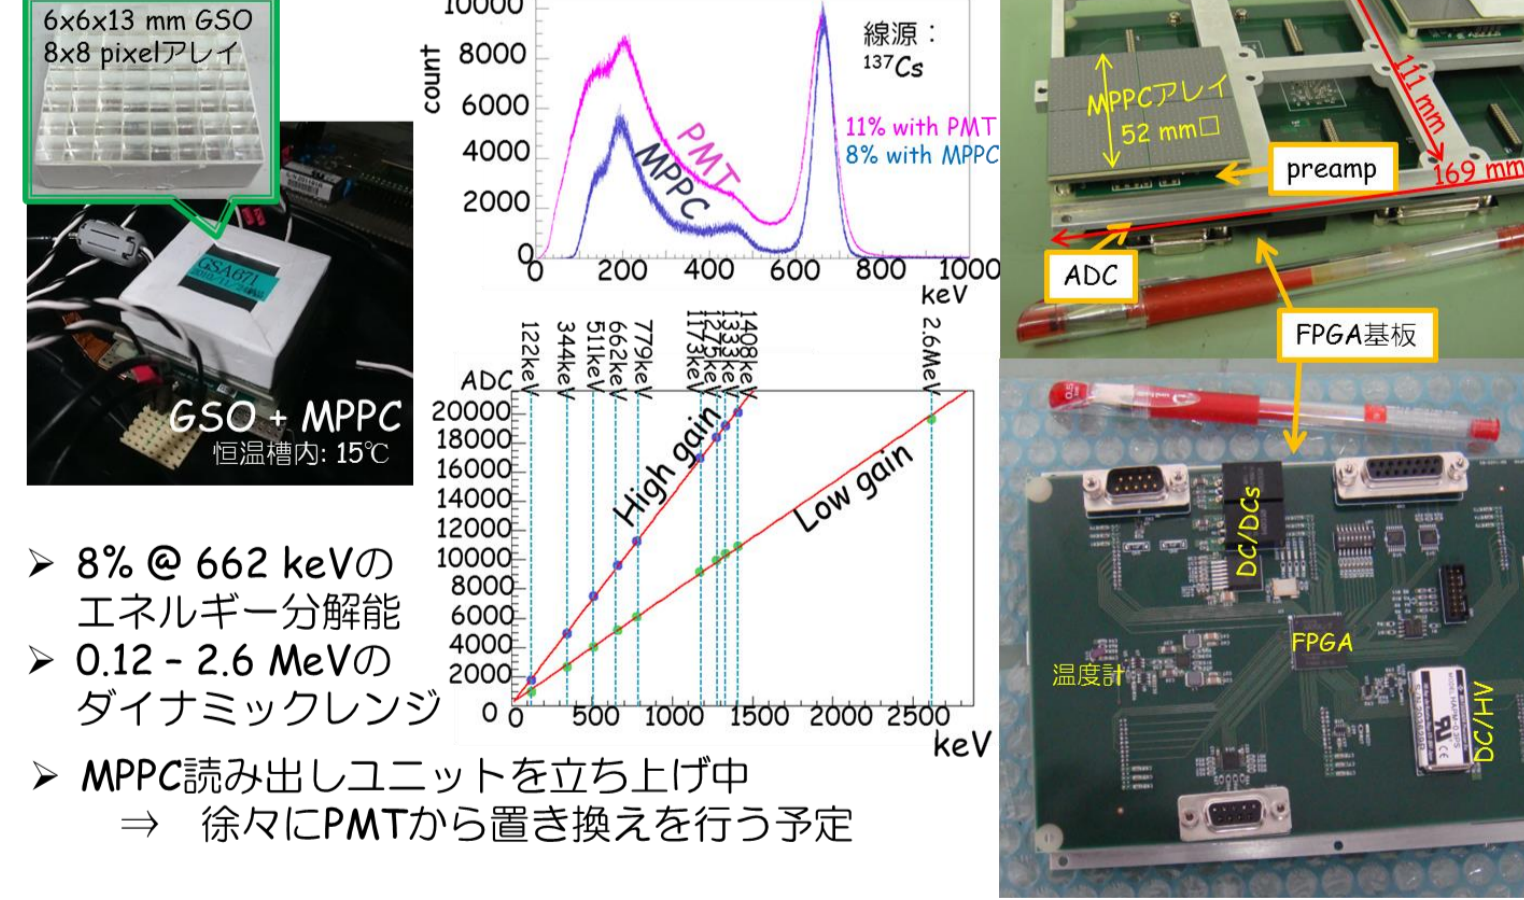 6x6x13 mm GSO
8x8 pixelアレイ
GSA671
GSO + MPPC
恒温槽内: 15℃
10000
8000
6000
4000
2000
0
count
0 200 400 600 800 1000
keV
線源：
137Cs
11% with PMT
8% with MPPC
PMT
MPPC
122keV
344keV
511keV
662keV
779keV
1173keV
1275keV
1333keV
1408keV
2.6MeV
ADC
20000
18000
16000
14000
12000
10000
8000
6000
4000
2000
0
0 500 1000 1500 2000 2500
keV
High gain
Low gain
➢ 8% @ 662 keVの
エネルギー分解能
➢ 0.12 – 2.6 MeVの
ダイナミックレンジ
➢ MPPC読み出しユニットを立ち上げ中
⇒ 徐々にPMTから置き換えを行う予定
MPPCアレイ
52 mm□
111 mm
169 mm
preamp
ADC
FPGA基板
DC/DCs
FPGA
温度計
DC/HV